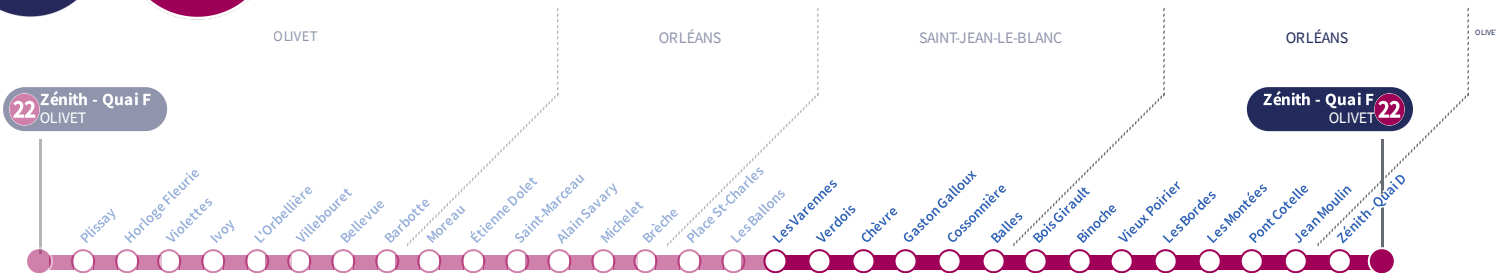 OLIVET
ORLÉANS
SAINT-JEAN-LE-BLANC
ORLÉANS
OLIVE
22 Zénith - Quai F
OLIVET
Zénith - Quai F 22
OLIVET
Plissay
Horloge Fleurie
Violettes
Ivoy
L'Orbellière
Villebouret
Bellevue
Barbotte
Moreau
Étienne Dolet
Saint-Marceau
Alain Savary
Michelet
Brèche
Place St-Charles
Les Ballons
Les Varennes
Verdois
Chèvre
Gaston Galloux
Cossonnière
Balles
Bois Girault
Binoche
Vieux Poirier
Les Bordes
Les Montées
Pont Cotelle
Jean Moulin
Zénith - Quai D